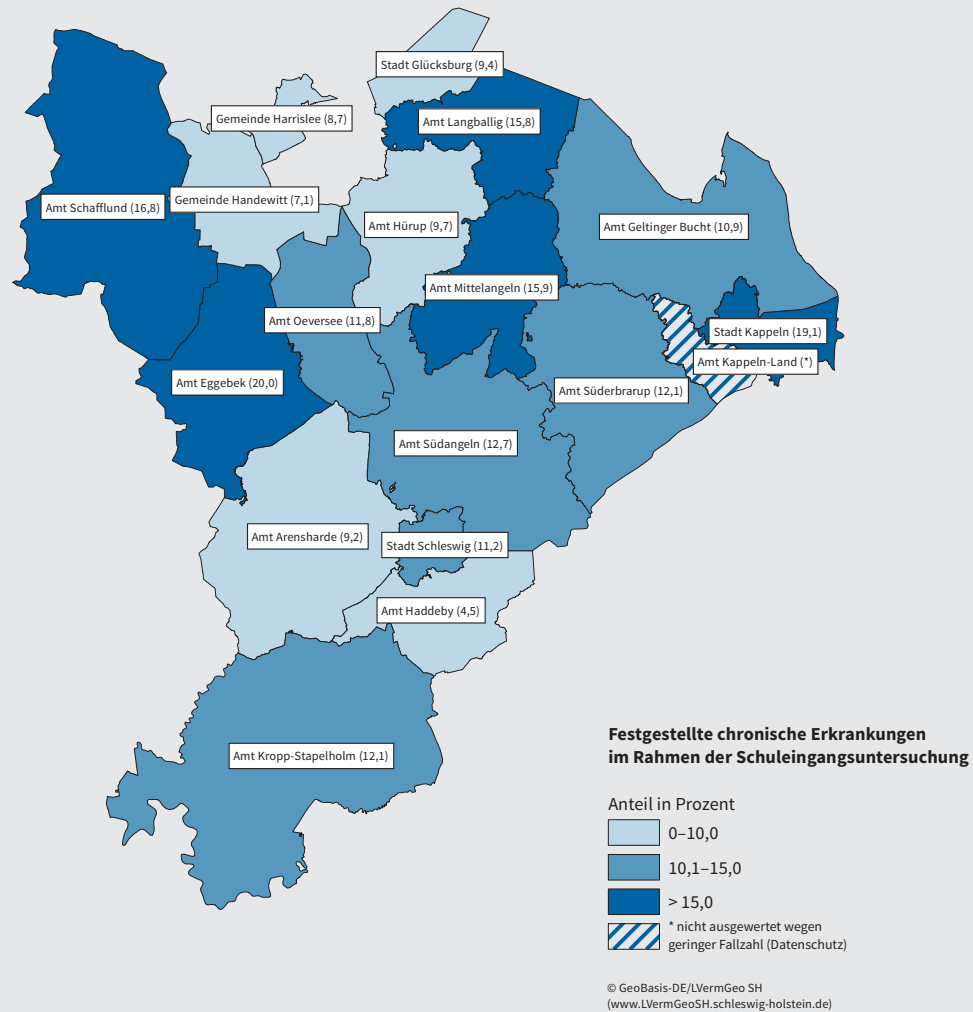 Stadt Glücksburg (9,4)
Gemeinde Harrislee (8,7)
Amt Langballig (15,8)
Gemeinde Handewitt (7,1)
Amt Schafflund (16,8)
Amt Hürup (9,7)
Amt Geltinger Bucht (10,9)
Amt Mittelangeln (15,9)
Amt Oeversee (11,8)
Stadt Kappeln (19,1)
Amt Kappeln-Land (*)
Amt Eggebek (20,0)
Amt Süderbrarup (12,1)
Amt Südangeln (12,7)
Amt Arensharde (9,2)
Stadt Schleswig (11,2)
Amt Haddeby (4,5)
Amt Kropp-Stapelholm (12,1)
Festgestellte chronische Erkrankungen
im Rahmen der Schuleingangsuntersuchung
Anteil in Prozent
0–10,0
10,1–15,0
> 15,0
* nicht ausgewertet wegen
geringer Fallzahl (Datenschutz)
© GeoBasis-DE/LVermGeo SH
(www.LVermGeoSH.schleswig-holstein.de)